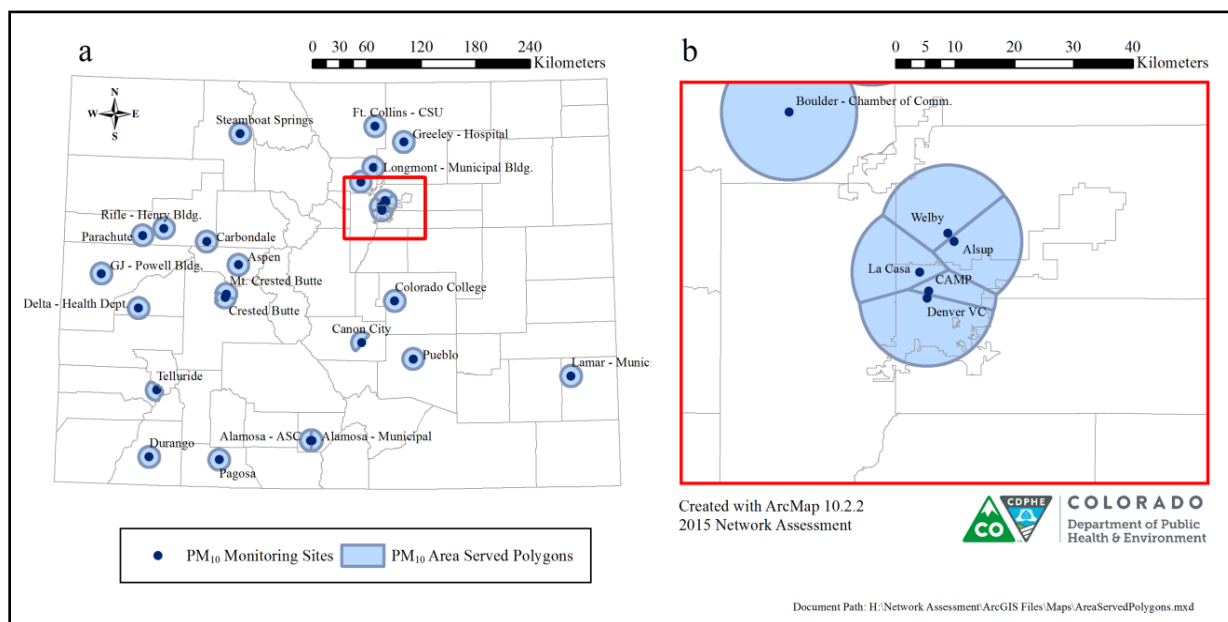 a
0 30 60 120 180 240
Kilometers
N
W E
S
Steamboat Springs
Ft. Collins - CSU
Greeley - Hospital
Longmont - Municipal Bldg.
Rifle - Henry Bldg.
Parachute
Carbondale
Aspen
GJ - Powell Bldg.
Mt. Crested Butte
Crested Butte
Delta - Health Dept.
Colorado College
Canon City
Pueblo
Lamar - Munic
Telluride
Alamosa - ASC
Alamosa - Municipal
Durango
Pagosa
b
0 5 10 20 30 40
Kilometers
Boulder - Chamber of Comm.
Welby
Alsup
La Casa
CAMP
Denver VC
Created with ArcMap 10.2.2
2015 Network Assessment
CO
CDPHE
COLORADO
Department of Public
Health & Environment
PM10 Monitoring Sites
PM10 Area Served Polygons
Document Path: H:\Network Assessment\ArcGIS Files\Maps\AreaServedPolygons.mxd